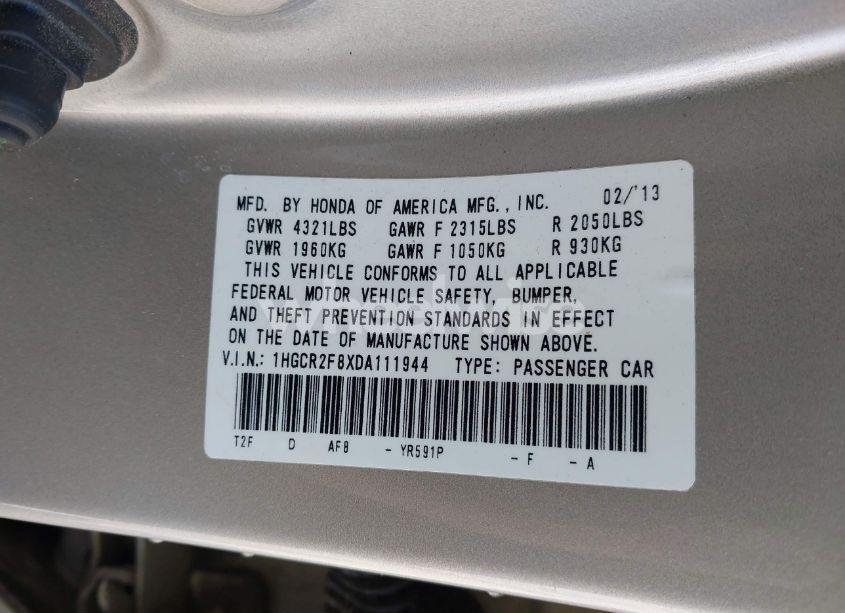 MFD. BY HONDA OF AMERICA MFG., INC. 02/'13
GVWR 4321LBS GAWR F 2315LBS R 2050LBS
GVWR 1960KG GAWR F 1050KG R 930KG
THIS VEHICLE CONFORMS TO ALL APPLICABLE
FEDERAL MOTOR VEHICLE SAFETY, BUMPER,
AND THEFT PREVENTION STANDARDS IN EFFECT
ON THE DATE OF MANUFACTURE SHOWN ABOVE.
V.I.N.: 1HGCR2F8XDA111944 TYPE: PASSENGER CAR
T2F D AF8 - YR591P - F - A